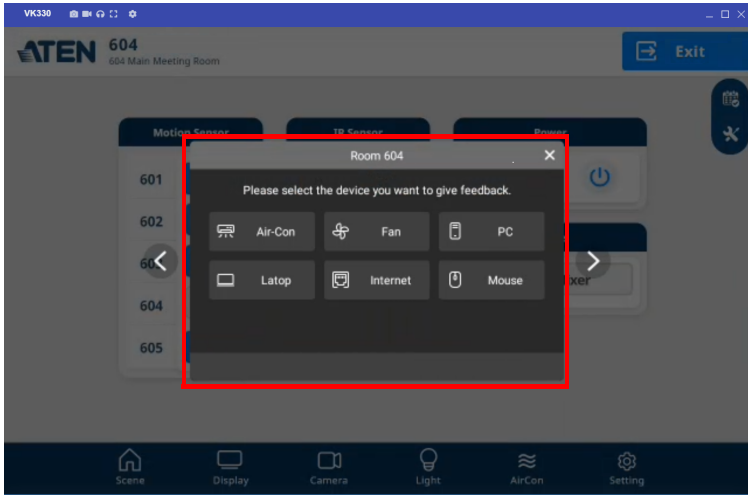 VK330
ATEN
604
604 Main Meeting Room
Exit
Motion Sensor
IR Sensor
Power
Room 604
Please select the device you want to give feedback.
Air-Con
Fan
PC
Latop
Internet
Mouse
601
602
604
605
Scene
Display
Camera
Light
AirCon
Setting